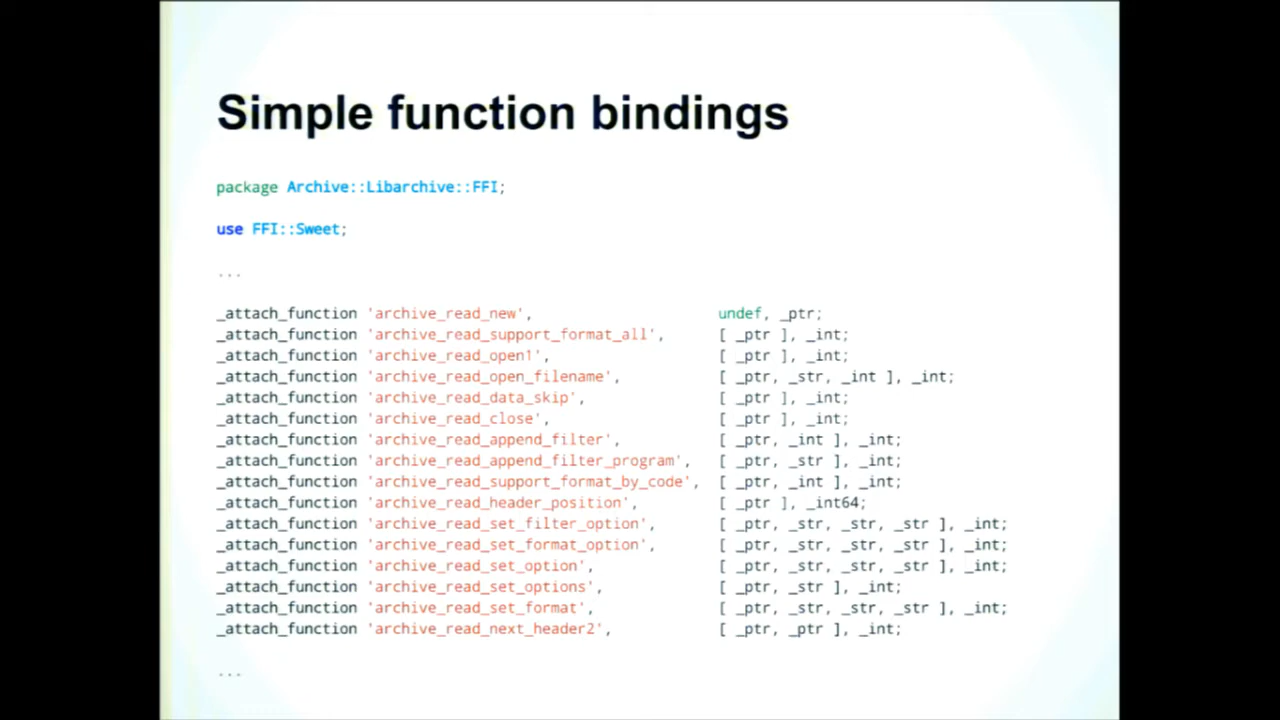 Simple function bindings
package Archive::Libarchive::FFI;
use FFI::Sweet;
...
_attach_function 'archive_read_new', undef, _ptr;
_attach_function 'archive_read_support_format_all', [ _ptr ], _int;
_attach_function 'archive_read_open1', [ _ptr ], _int;
_attach_function 'archive_read_open_filename', [ _ptr, _str, _int ], _int;
_attach_function 'archive_read_data_skip', [ _ptr ], _int;
_attach_function 'archive_read_close', [ _ptr ], _int;
_attach_function 'archive_read_append_filter', [ _ptr, _int ], _int;
_attach_function 'archive_read_append_filter_program', [ _ptr, _str ], _int;
_attach_function 'archive_read_support_format_by_code', [ _ptr, _int ], _int;
_attach_function 'archive_read_header_position', [ _ptr ], _int64;
_attach_function 'archive_read_set_filter_option', [ _ptr, _str, _str, _str ], _int;
_attach_function 'archive_read_set_format_option', [ _ptr, _str, _str, _str ], _int;
_attach_function 'archive_read_set_option', [ _ptr, _str, _str, _str ], _int;
_attach_function 'archive_read_set_options', [ _ptr, _str ], _int;
_attach_function 'archive_read_set_format', [ _ptr, _str, _str, _str ], _int;
_attach_function 'archive_read_next_header2', [ _ptr, _ptr ], _int;
...